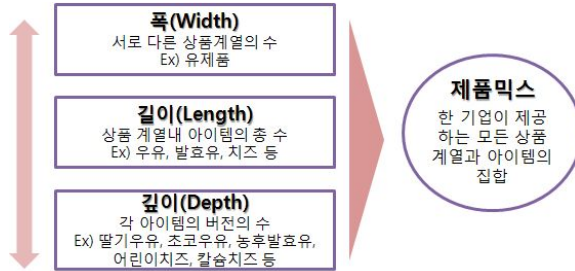 폭(Width)
서로 다른 상품계열의 수
Ex) 유제품
길이(Length)
상품 계열내 아이템의 총 수
Ex) 우유, 발효유, 치즈 등
깊이(Depth)
각 아이템의 버전의 수
Ex) 딸기우유, 초코우유, 농후발효유,
어린이치즈, 칼슘치즈 등
제품믹스
한 기업이 제공
하는 모든 상품
계열과 아이템의
집합